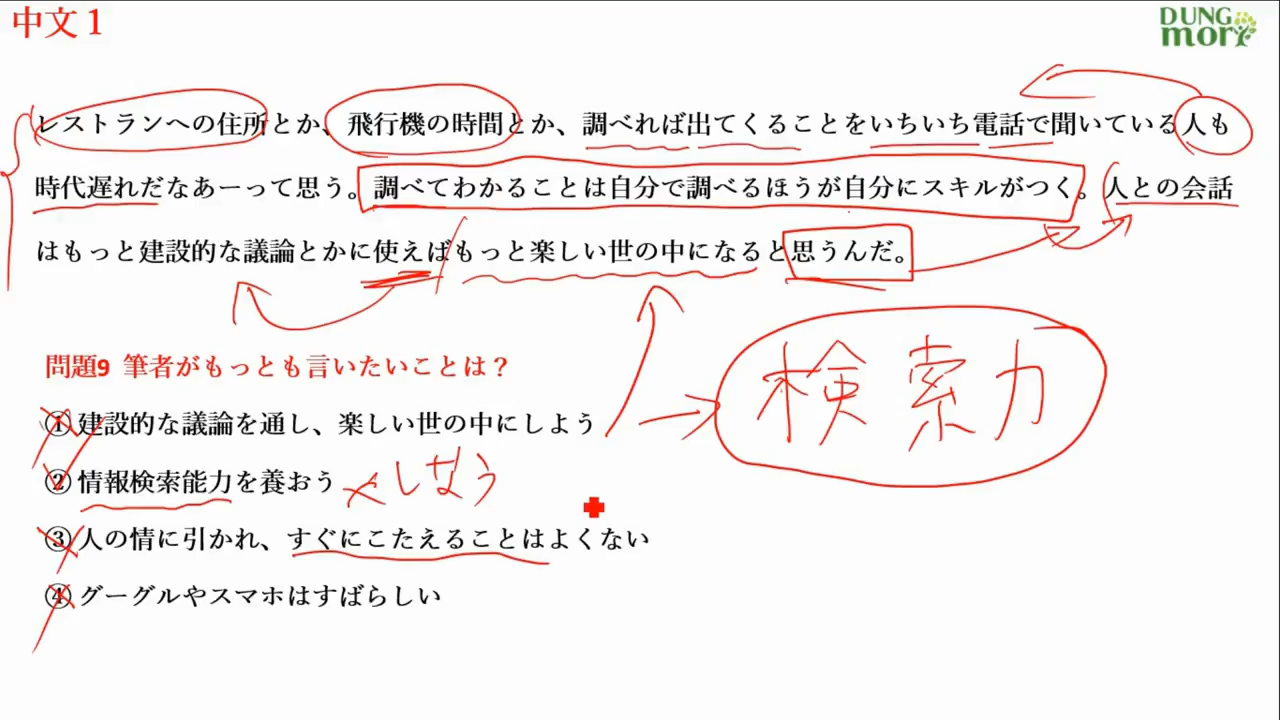 中文1
DUNG
mori
レストランへの住所とか、飛行機の時間とか、調べれば出てくることをいちいち電話で聞いている人も
時代遅れだなあーって思う。調べてわかることは自分で調べるほうが自分にスキルがつく。人との会話
はもっと建設的な議論とかに使えばもっと楽しい世の中になると思うんだ。
検索力
問題9 筆者がもっとも言いたいことは？
①建設的な議論を通し、楽しい世の中にしよう
②情報検索能力を養おう
やしなう
③人の情に引かれ、すぐにこたえることはよくない
④グーグルやスマホはすばらしい